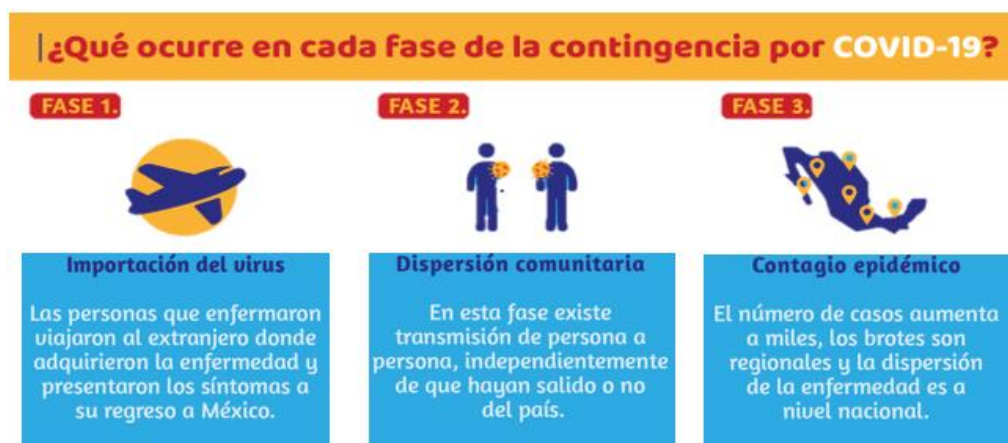 ¿Qué ocurre en cada fase de la contingencia por COVID-19?
FASE 1.
Importación del virus
Las personas que enfermaron
viajaron al extranjero donde
adquirieron la enfermedad y
presentaron los síntomas a
su regreso a México.
FASE 2.
Dispersión comunitaria
En esta fase existe
transmisión de persona a
persona, independientemente
de que hayan salido o no
del país.
FASE 3.
Contagio epidémico
El número de casos aumenta
a miles, los brotes son
regionales y la dispersión
de la enfermedad es a
nivel nacional.